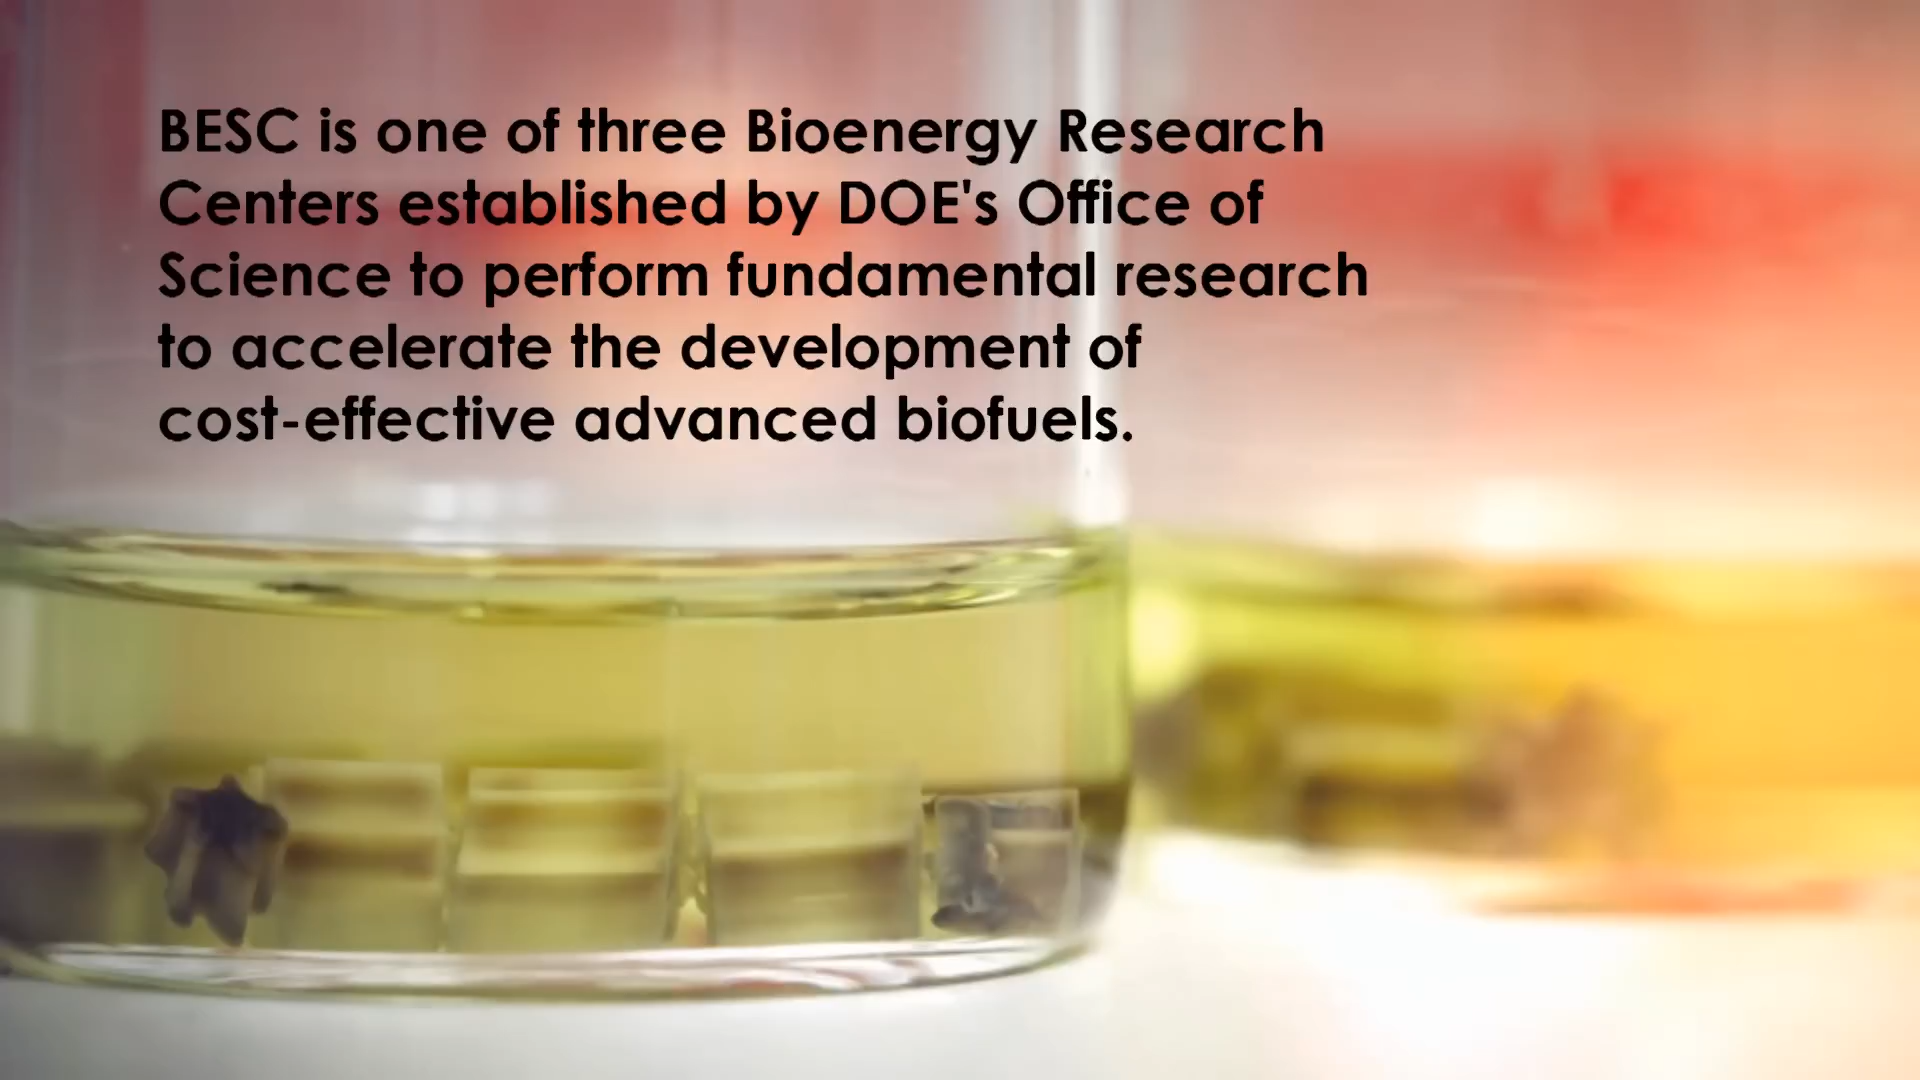 BESC is one of three Bioenergy Research
Centers established by DOE's Office of
Science to perform fundamental research
to accelerate the development of
cost-effective advanced biofuels.